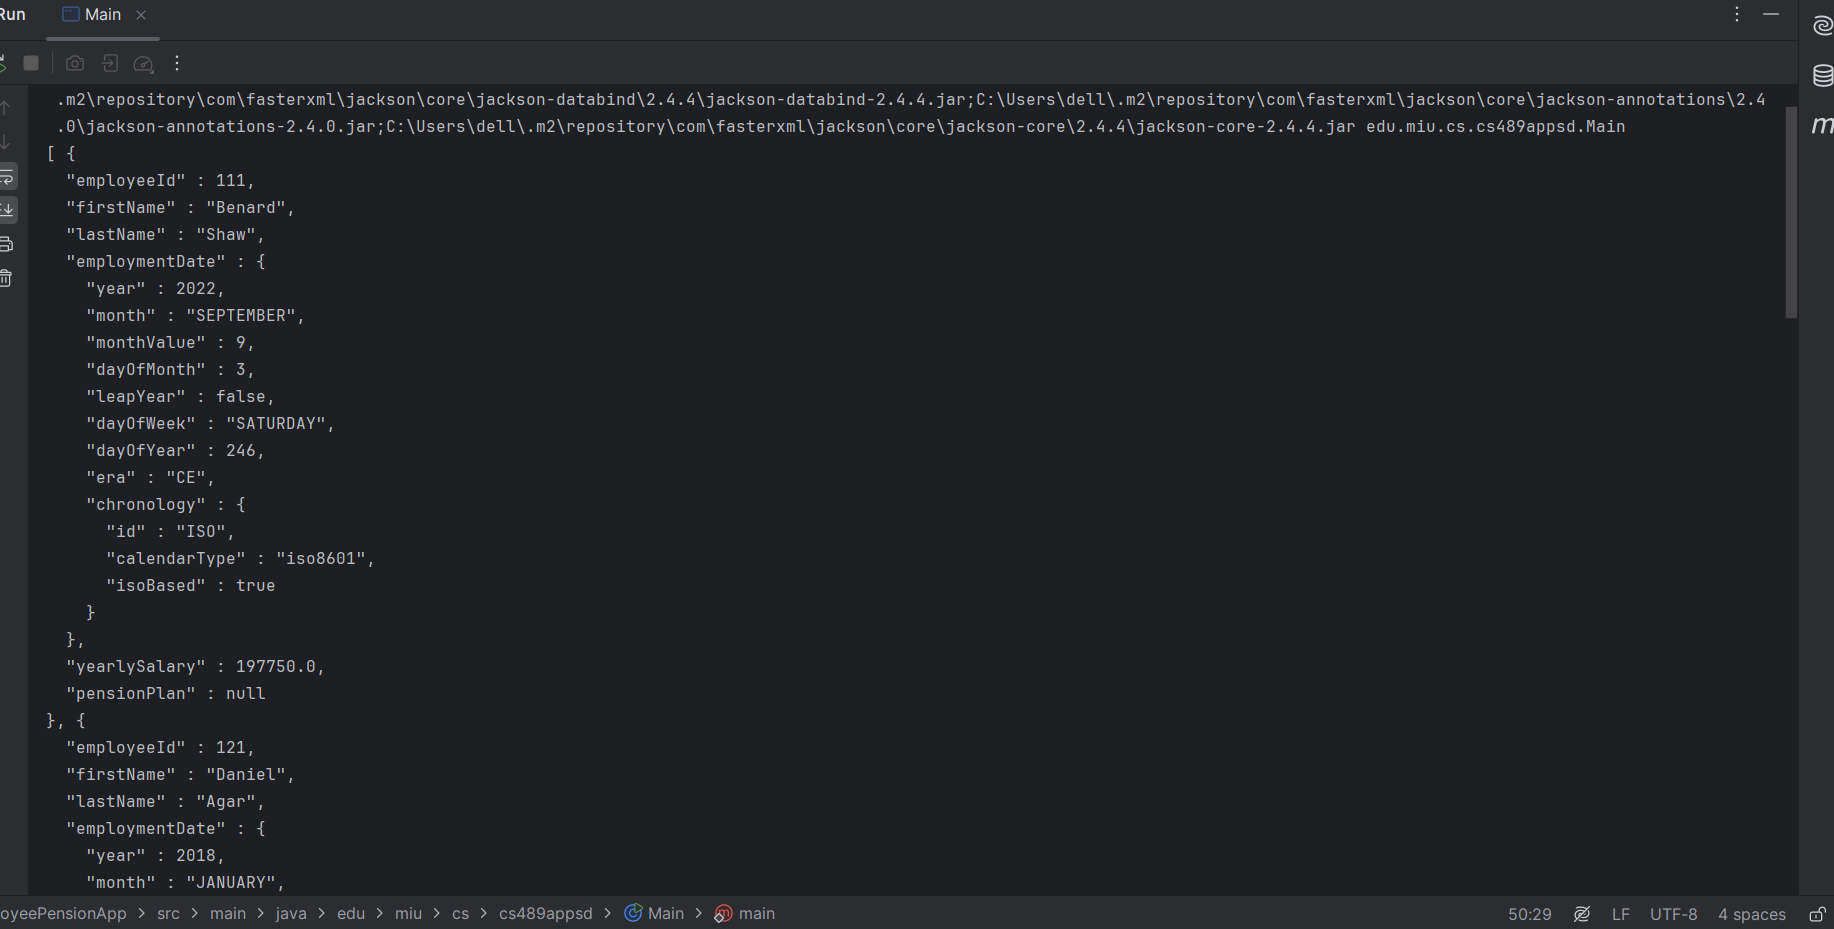 Run Main
.m2\repository\com\fasterxml\jackson\core\jackson-databind\2.4.4\jackson-databind-2.4.4.jar;C:\Users\dell\.m2\repository\com\fasterxml\jackson\core\jackson-annotations\2.4
.0\jackson-annotations-2.4.0.jar;C:\Users\dell\.m2\repository\com\fasterxml\jackson\core\jackson-core\2.4.4\jackson-core-2.4.4.jar edu.miu.cs.cs489appsd.Main
[ {
  "employeeId" : 111,
  "firstName" : "Benard",
  "lastName" : "Shaw",
  "employmentDate" : {
    "year" : 2022,
    "month" : "SEPTEMBER",
    "monthValue" : 9,
    "dayOfMonth" : 3,
    "leapYear" : false,
    "dayOfWeek" : "SATURDAY",
    "dayOfYear" : 246,
    "era" : "CE",
    "chronology" : {
      "id" : "ISO",
      "calendarType" : "iso8601",
      "isoBased" : true
    }
  },
  "yearlySalary" : 197750.0,
  "pensionPlan" : null
}, {
  "employeeId" : 121,
  "firstName" : "Daniel",
  "lastName" : "Agar",
  "employmentDate" : {
    "year" : 2018,
    "month" : "JANUARY",
oyeePensionApp > src > main > java > edu > miu > cs > cs489appsd > Main > main 50:29 LF UTF-8 4 spaces